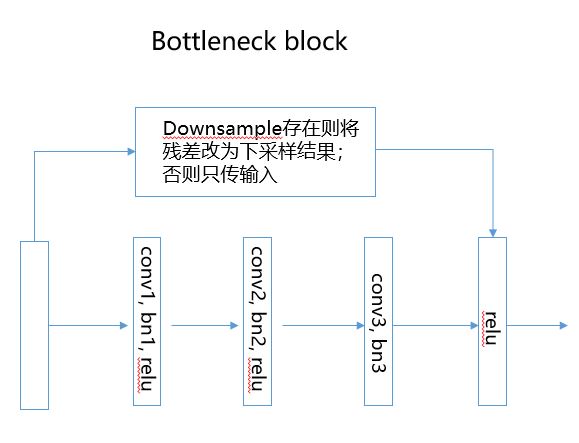 Bottleneck block
Downsample存在则将
残差改为下采样结果；
否则只传输入
conv1, bn1, relu
conv2, bn2, relu
conv3, bn3
relu